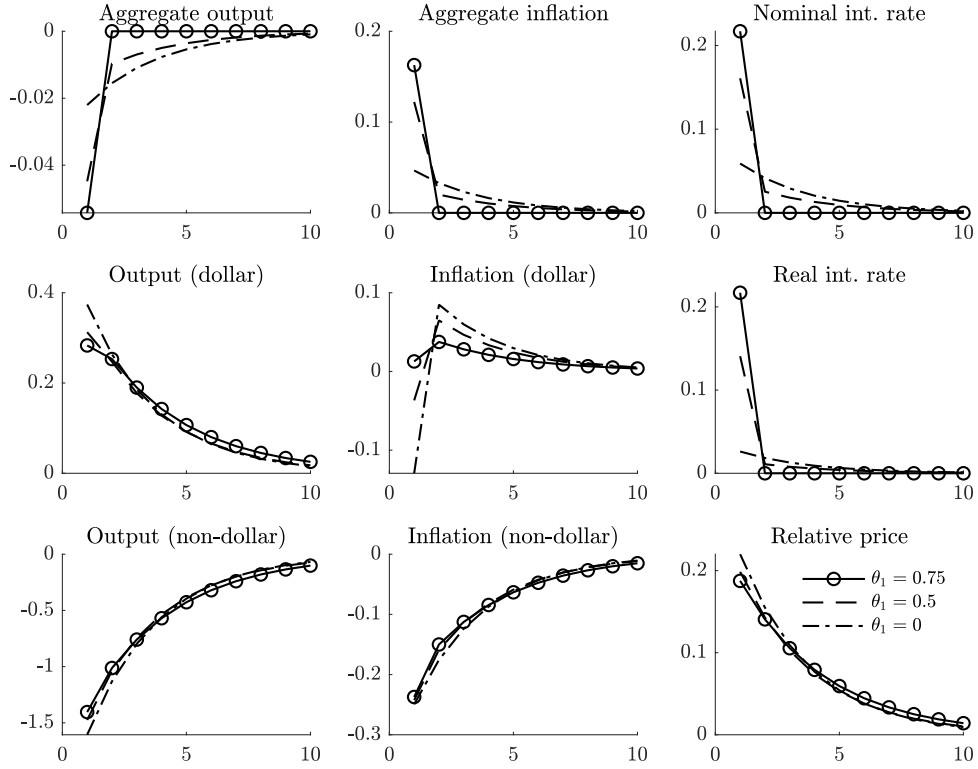 Aggregate output
Aggregate inflation
Nominal int. rate
0
-0.02
-0.04
0 5 10
0.2
0.1
0
0 5 10
0.2
0.1
0
0 5 10
Output (dollar)
Inflation (dollar)
Real int. rate
0.4
0.2
0
0 5 10
0.1
0
-0.1
0 5 10
0.2
0.1
0
0 5 10
Output (non-dollar)
Inflation (non-dollar)
Relative price
0
-0.5
-1
-1.5
0 5 10
0
-0.1
-0.2
-0.3
0 5 10
0.2
0.1
0
0 5 10
θ₁ = 0.75
θ₁ = 0.5
θ₁ = 0